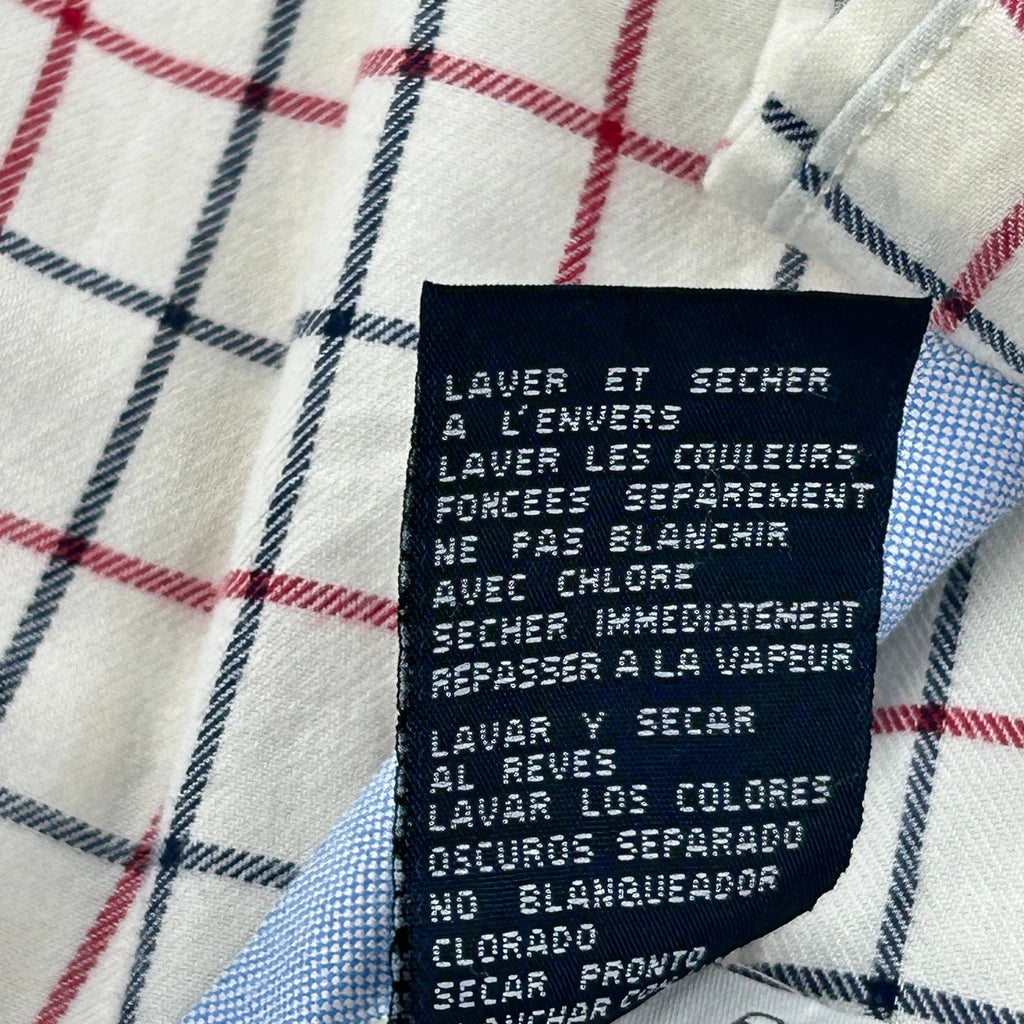 LAVER ET SECHER
A L'ENVERS
LAVER LES COULEURS
FONCEES SEPAREMENT
NE PAS BLANCHIR
AVEC CHLORE
SECHER IMMEDIATEMENT
REPASSER A LA VAPEUR
LAVAR Y SECAR
AL REVES
LAVAR LOS COLORES
OSCUROS SEPARADO
NO BLANQUEADOR
CLORADO
SECAR PRONTO